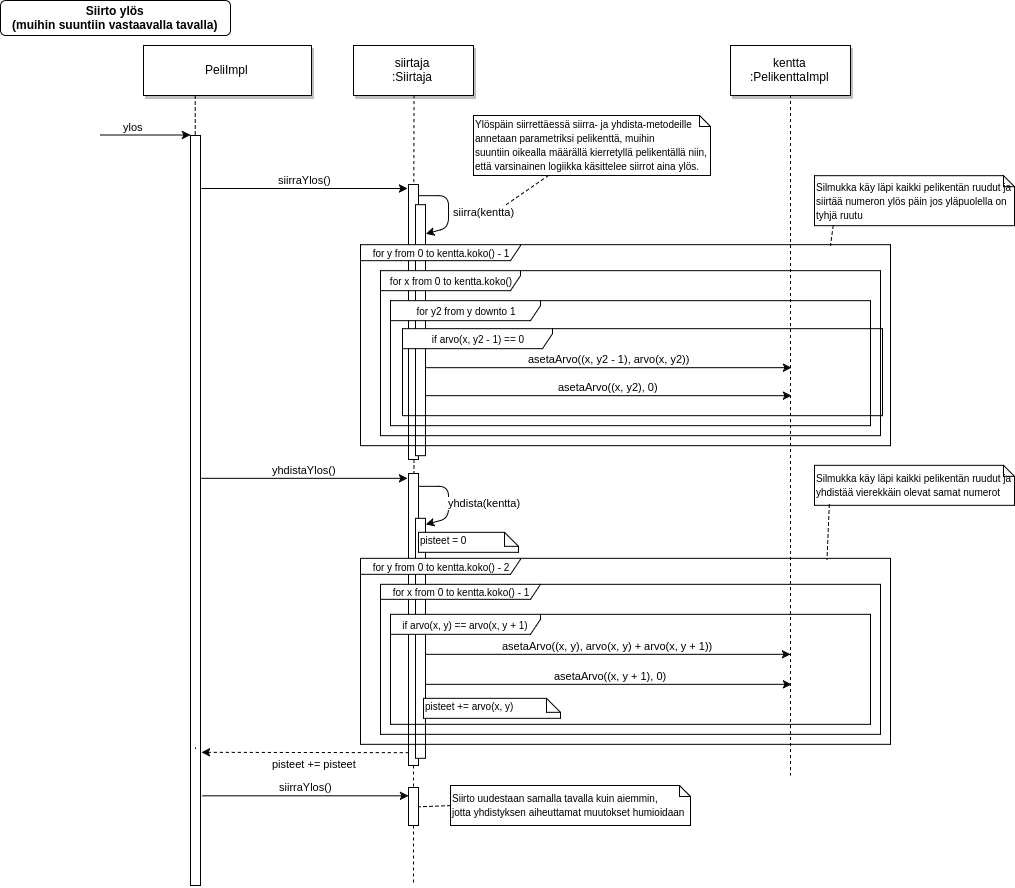 Siirto ylös
(muihin suuntiin vastaavalla tavalla)
PeliImpl
siirtaja
:Siirtaja
kentta
:PelikenttaImpl
ylos
Ylöspäin siirrettäessä siirra- ja yhdista-metodeille
annetaan parametriksi pelikenttä, muihin
suuntiin oikealla määrällä kierretyllä pelikentällä niin,
että varsinainen logiikka käsittelee siirrot aina ylös.
siirraYlos()
siirra(kentta)
Silmukka käy läpi kaikki pelikentän ruudut ja
siirtää numeron ylös päin jos yläpuolella on
tyhjä ruutu
for y from 0 to kentta.koko() - 1
for x from 0 to kentta.koko()
for y2 from y downto 1
if arvo(x, y2 - 1) == 0
asetaArvo((x, y2 - 1), arvo(x, y2))
asetaArvo((x, y2), 0)
yhdistaYlos()
yhdista(kentta)
Silmukka käy läpi kaikki pelikentän ruudut ja
yhdistää vierekkäin olevat samat numerot
pisteet = 0
for y from 0 to kentta.koko() - 2
for x from 0 to kentta.koko() - 1
if arvo(x, y) == arvo(x, y + 1)
asetaArvo((x, y), arvo(x, y) + arvo(x, y + 1))
asetaArvo((x, y + 1), 0)
pisteet += arvo(x, y)
pisteet += pisteet
siirraYlos()
Siirto uudestaan samalla tavalla kuin aiemmin,
jotta yhdistyksen aiheuttamat muutokset humioidaan